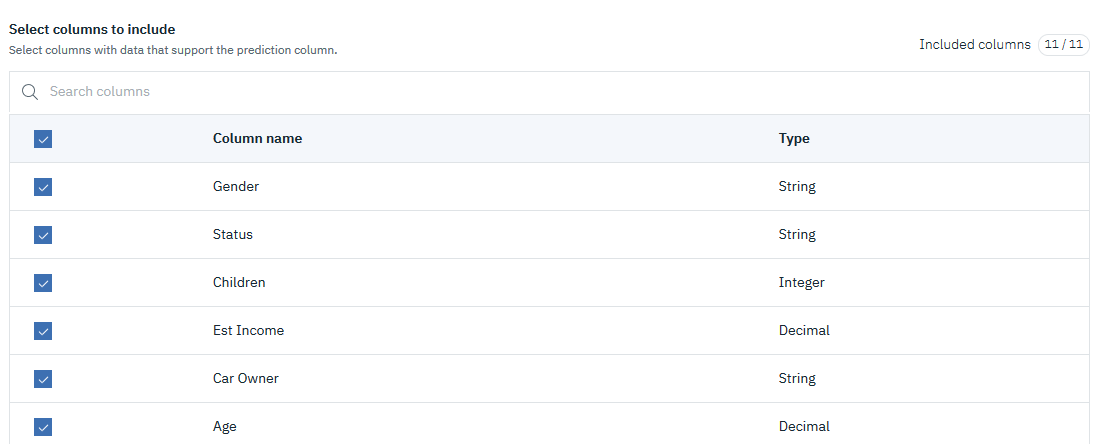 Select columns to include
Select columns with data that support the prediction column.
Included columns 11 / 11
Search columns
Column name Type
Gender String
Status String
Children Integer
Est Income Decimal
Car Owner String
Age Decimal